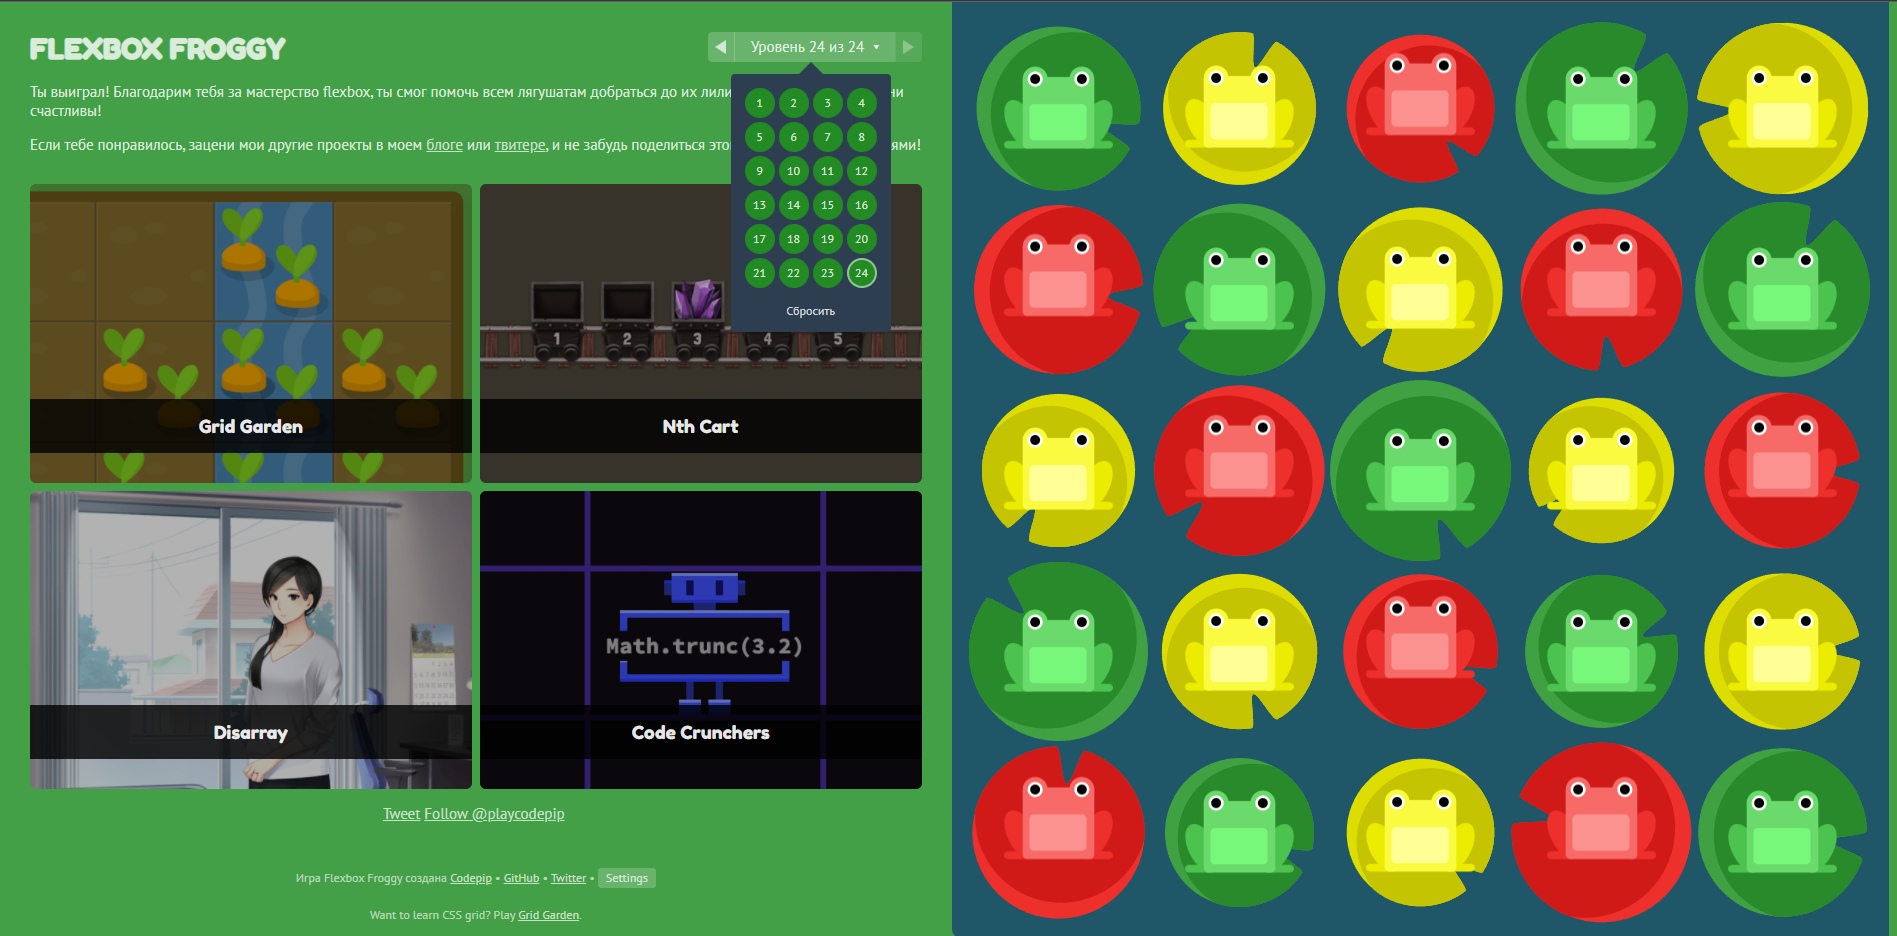 FLEXBOX FROGGY
Уровень 24 из 24
Ты выиграл! Благодарим тебя за мастерство flexbox, ты смог помочь всем лягушатам добраться до их лили
счастливы!
Если тебе понравилось, зацени мои другие проекты в моем блоге или твитере, и не забудь поделиться
1 2 3 4
5 6 7 8
9 10 11 12
13 14 15 16
17 18 19 20
21 22 23 24
Сбросить
1 2 3 4 5
Grid Garden
Nth Cart
Math.trunc(3.2)
Disarray
Code Crunchers
Tweet Follow @playcodepip
Игра Flexbox Froggy создана Codepip • GitHub • Twitter • Settings
Want to learn CSS grid? Play Grid Garden.